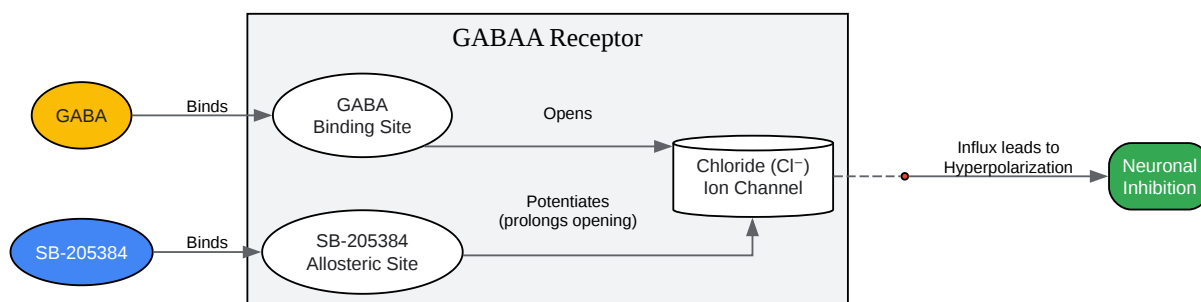 GABAA Receptor
GABA
Binds
GABA
Binding Site
Opens
Chloride (Cl⁻)
Ion Channel
Influx leads to
Hyperpolarization
Neuronal
Inhibition
Potentiates
(prolongs opening)
SB-205384
Binds
SB-205384
Allosteric Site